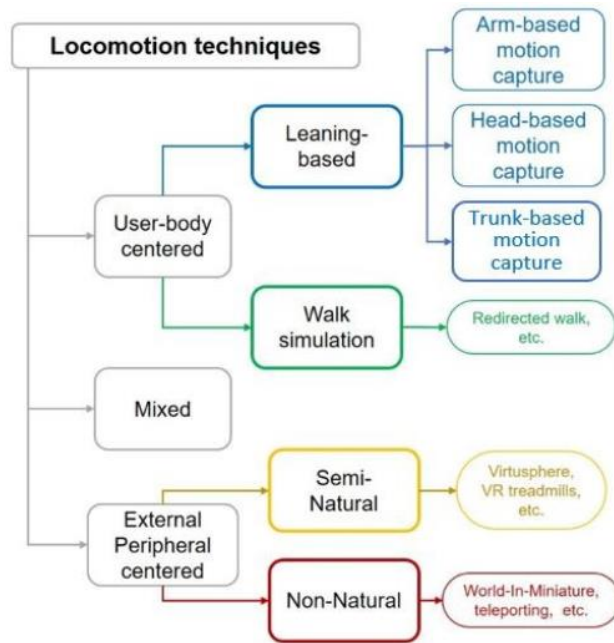 Locomotion techniques
Arm-based
motion
capture
Leaning-
based
Head-based
motion
capture
User-body
centered
Trunk-based
motion
capture
Walk
simulation
Redirected walk,
etc.
Mixed
Semi-
Natural
Virtusphere,
VR treadmills,
etc.
External
Peripheral
centered
Non-Natural
World-In-Miniature,
teleporting, etc.